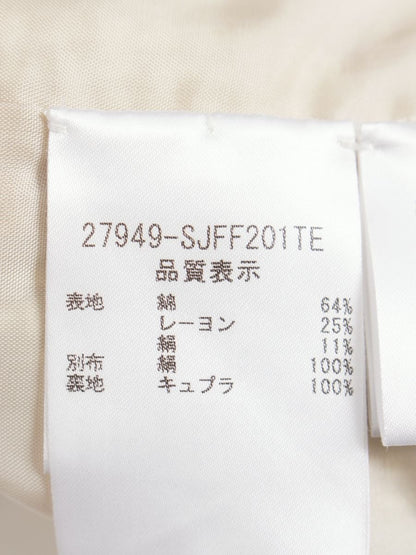 27949-SJFF201TE
品質表示
表地 綿 64%
レーヨン 25%
絹 11%
別布 絹 100%
裏地 キュプラ 100%